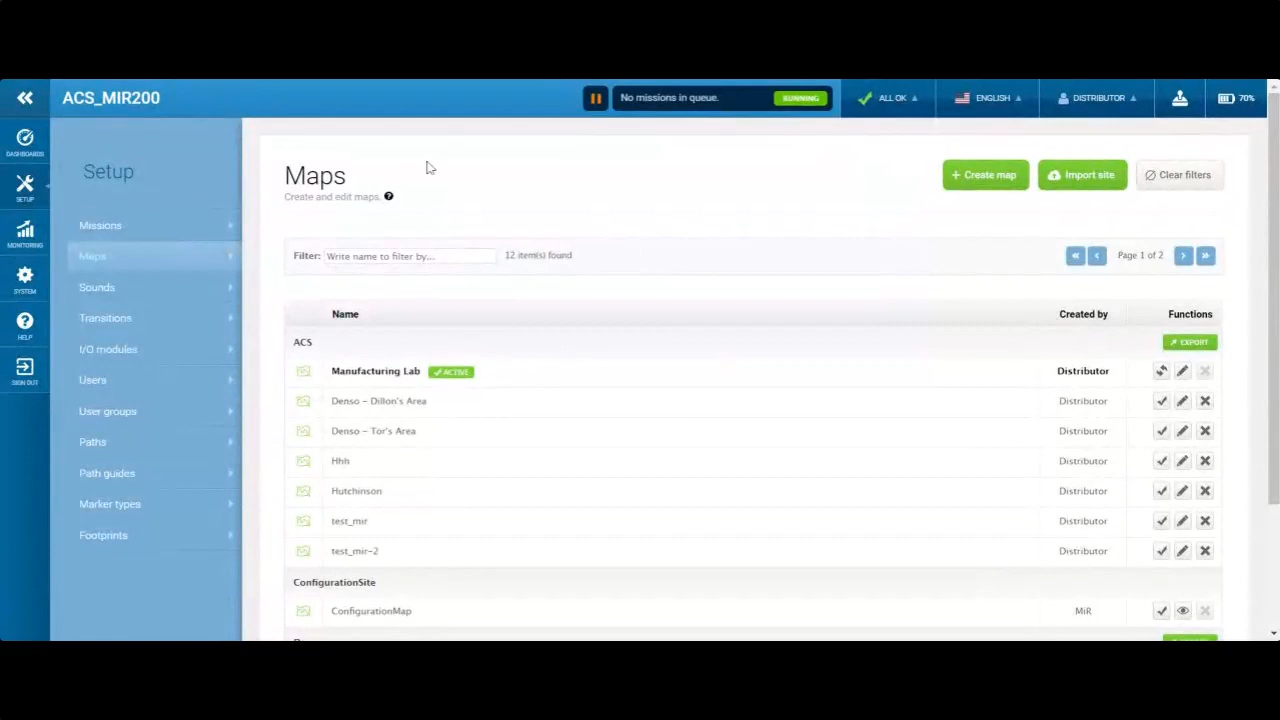 ACS_MIR200
No missions in queue.
RUNNING
ALL OK
ENGLISH
DISTRIBUTOR
70%
DASHBOARDS
SETUP
MONITORING
SYSTEM
HELP
SIGN OUT
Setup
Missions
Maps
Sounds
Transitions
I/O modules
Users
User groups
Paths
Path guides
Marker types
Footprints
Maps
Create and edit maps. ?
+ Create map
Import site
Clear filters
Filter: Write name to filter by... 12 item(s) found
« ‹ Page 1 of 2 › »
Name Created by Functions
ACS EXPORT
Manufacturing Lab ACTIVE Distributor
Denso - Dillon's Area Distributor
Denso - Tor's Area Distributor
Hhh Distributor
Hutchinson Distributor
test_mir Distributor
test_mir-2 Distributor
ConfigurationSite
ConfigurationMap MiR